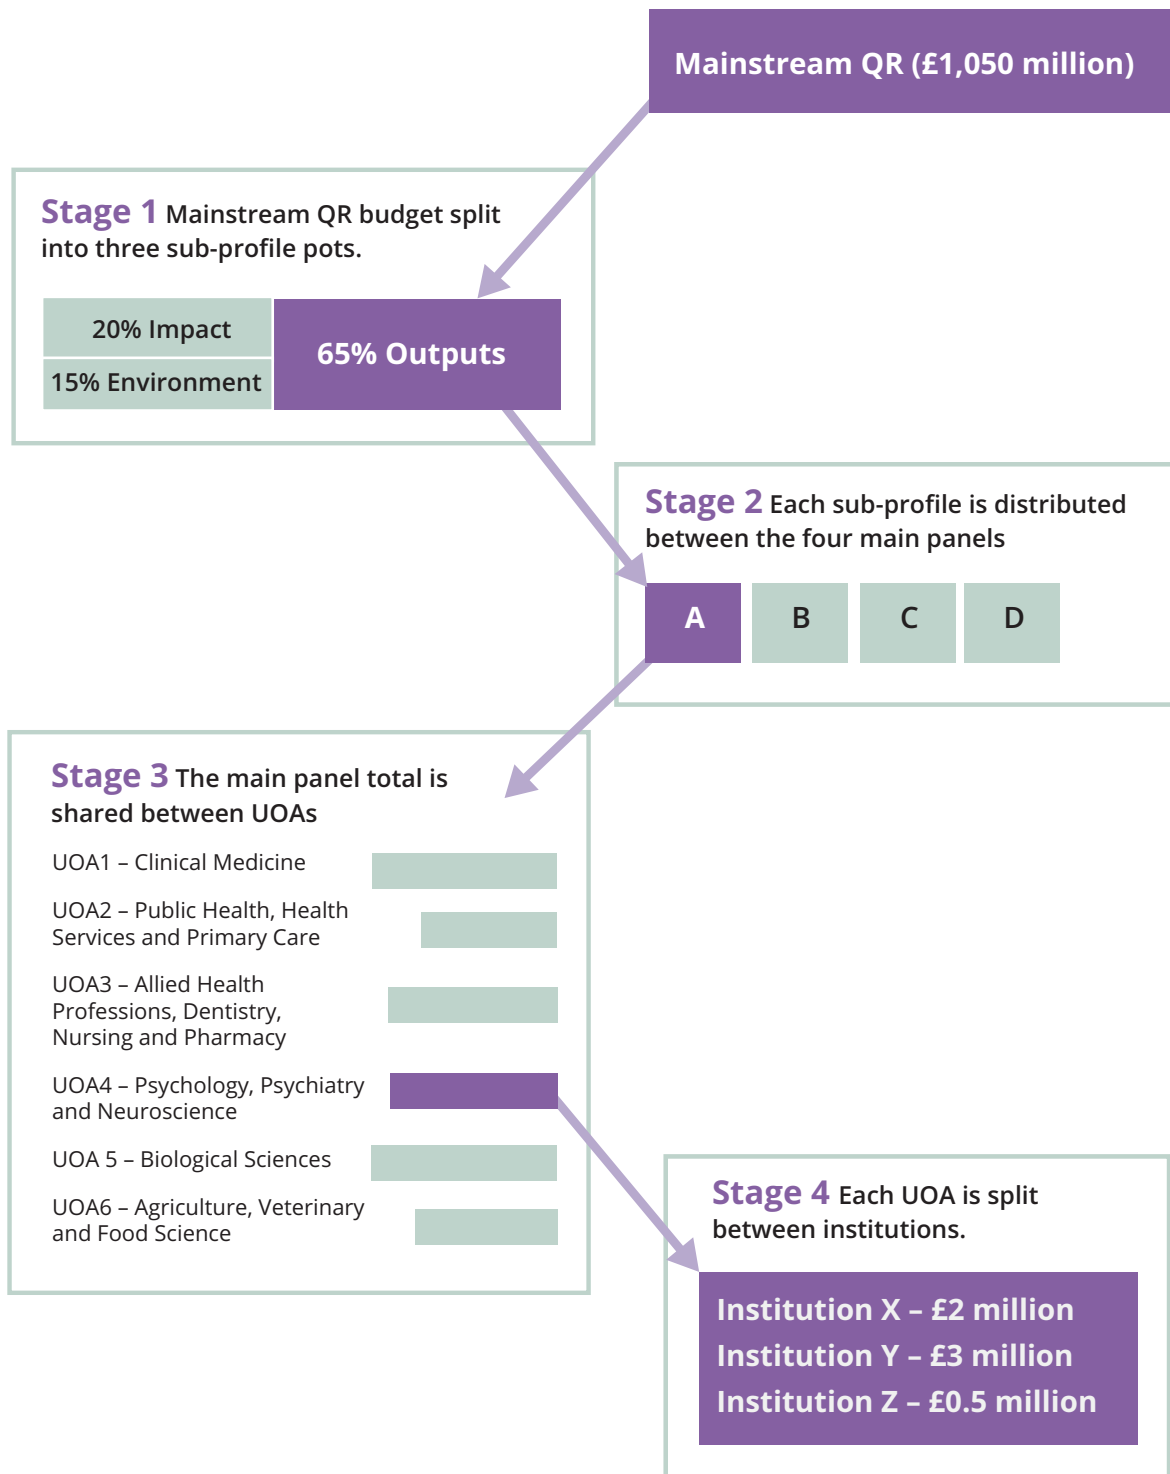 Mainstream QR (£1,050 million)
Stage 1 Mainstream QR budget split
into three sub-profile pots.
20% Impact
15% Environment
65% Outputs
Stage 2 Each sub-profile is distributed
between the four main panels
A
B
C
D
Stage 3 The main panel total is
shared between UOAs
UOA1 – Clinical Medicine
UOA2 – Public Health, Health
Services and Primary Care
UOA3 – Allied Health
Professions, Dentistry,
Nursing and Pharmacy
UOA4 – Psychology, Psychiatry
and Neuroscience
UOA 5 – Biological Sciences
UOA6 – Agriculture, Veterinary
and Food Science
Stage 4 Each UOA is split
between institutions.
Institution X – £2 million
Institution Y – £3 million
Institution Z – £0.5 million